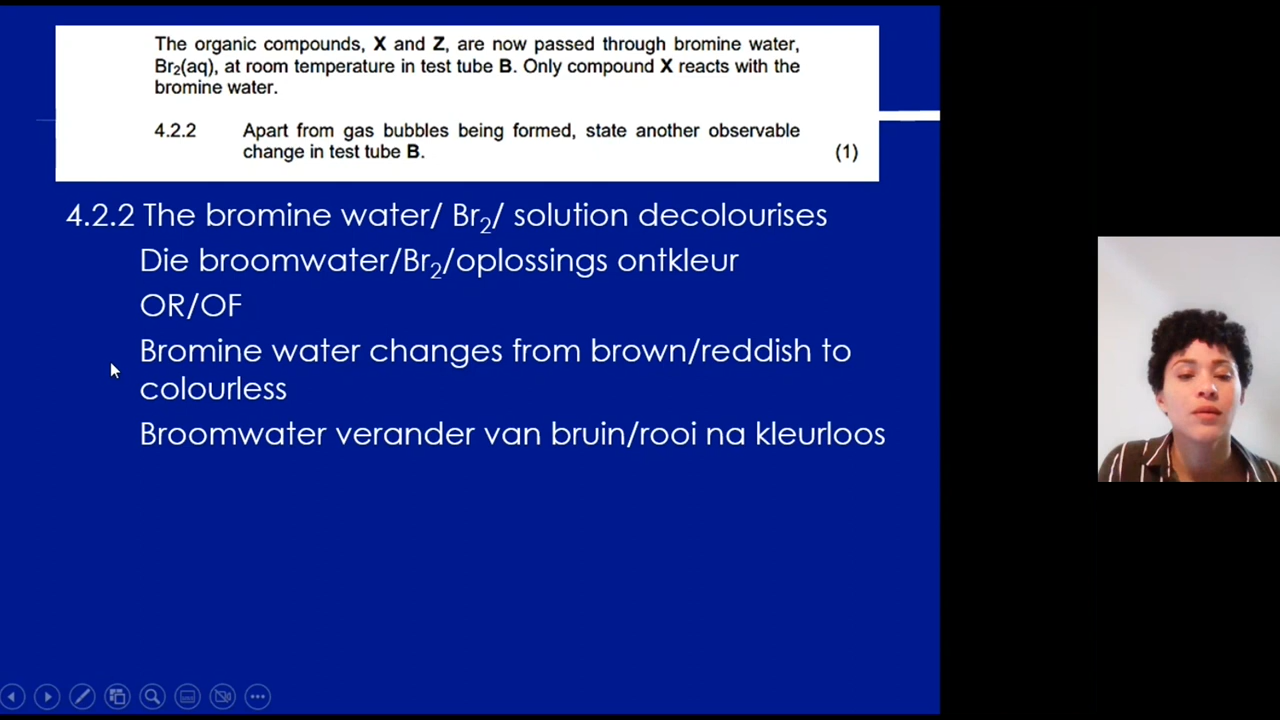 The organic compounds, X and Z, are now passed through bromine water,
Br₂(aq), at room temperature in test tube B. Only compound X reacts with the
bromine water.
4.2.2 Apart from gas bubbles being formed, state another observable
change in test tube B. (1)
4.2.2 The bromine water/ Br₂/ solution decolourises
Die broomwater/Br₂/oplossings ontkleur
OR/OF
Bromine water changes from brown/reddish to
colourless
Broomwater verander van bruin/rooi na kleurloos